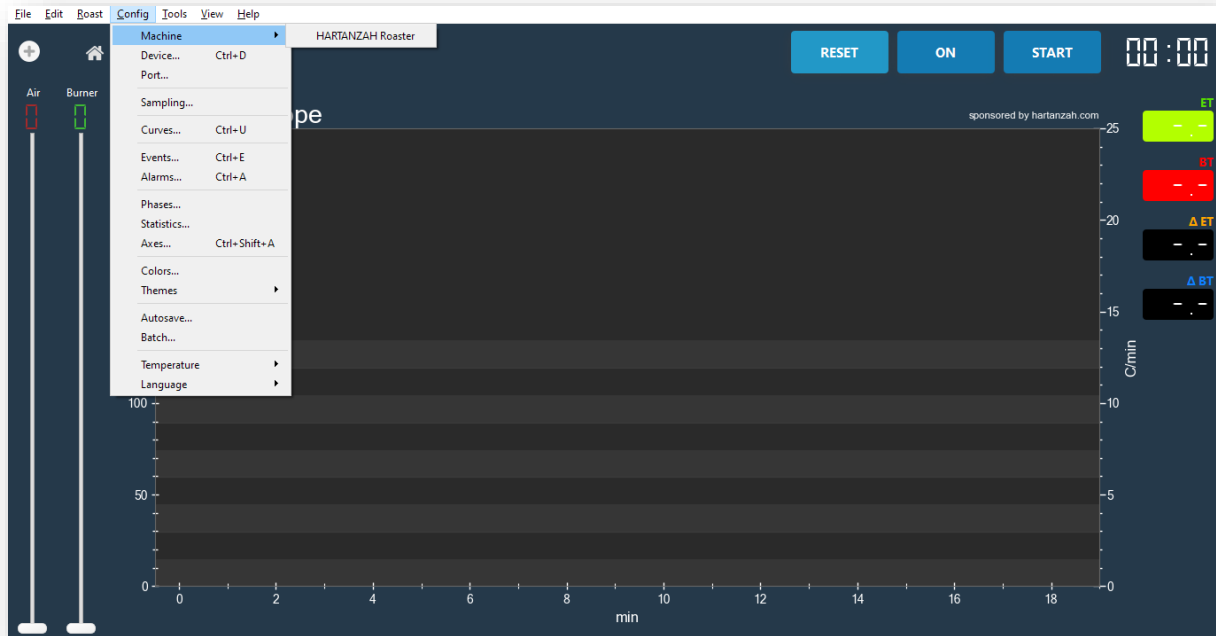 File Edit Roast Config Tools View Help
Machine HARTANZAH Roaster
Device... Ctrl+D
Port...
Sampling...
Curves... Ctrl+U
Events... Ctrl+E
Alarms... Ctrl+A
Phases...
Statistics...
Axes... Ctrl+Shift+A
Colors...
Themes
Autosave...
Batch...
Temperature
Language
RESET ON START 00:00
Air Burner
0 0
ope
sponsored by hartanzah.com
ET
-.-
BT
-.-
Δ ET
-.-
Δ BT
-.-
25
20
15
10
5
0
C/min
100
50
0
0 2 4 6 8 10 12 14 16 18
min